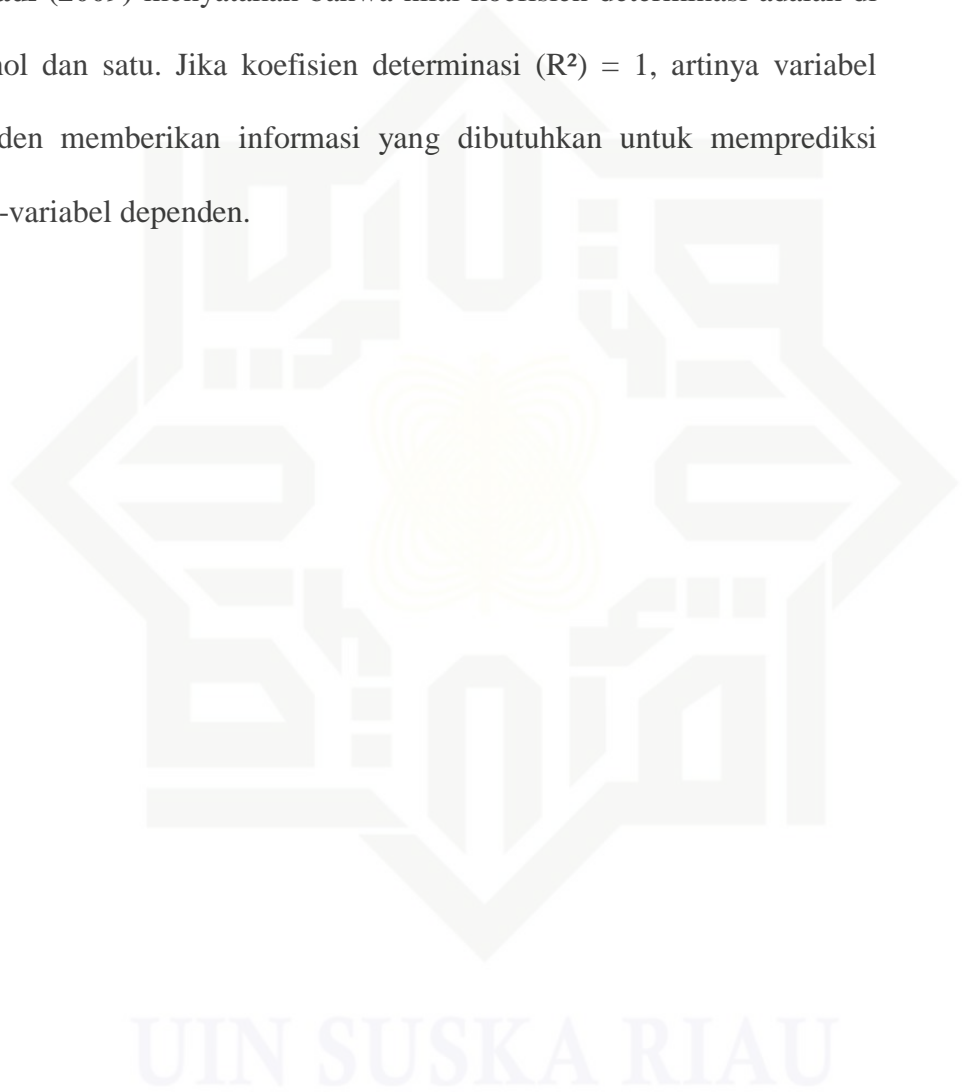 (2009) menyatakan bahwa nilai koefisien determinasi adalah di
nol dan satu. Jika koefisien determinasi (R²) = 1, artinya variabel
den memberikan informasi yang dibutuhkan untuk memprediksi
-variabel dependen.
UIN SUSKA RIAU